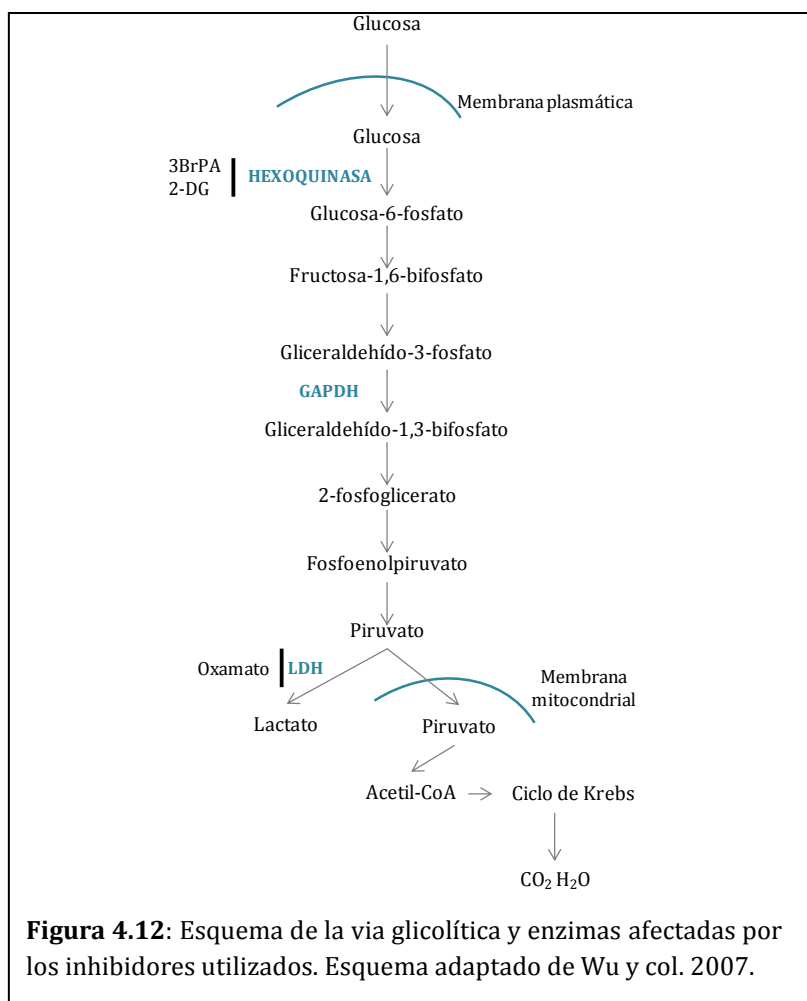 Glucosa
Membrana plasmática
Glucosa
3BrPA
2-DG
HEXOQUINASA
Glucosa-6-fosfato
Fructosa-1,6-bifosfato
Gliceraldehído-3-fosfato
GAPDH
Gliceraldehído-1,3-bifosfato
2-fosfoglicerato
Fosfoenolpiruvato
Piruvato
Oxamato
LDH
Membrana
mitocondrial
Lactato
Piruvato
Acetil-CoA
Ciclo de Krebs
CO₂ H₂O
Figura 4.12: Esquema de la via glicolítica y enzimas afectadas por
los inhibidores utilizados. Esquema adaptado de Wu y col. 2007.